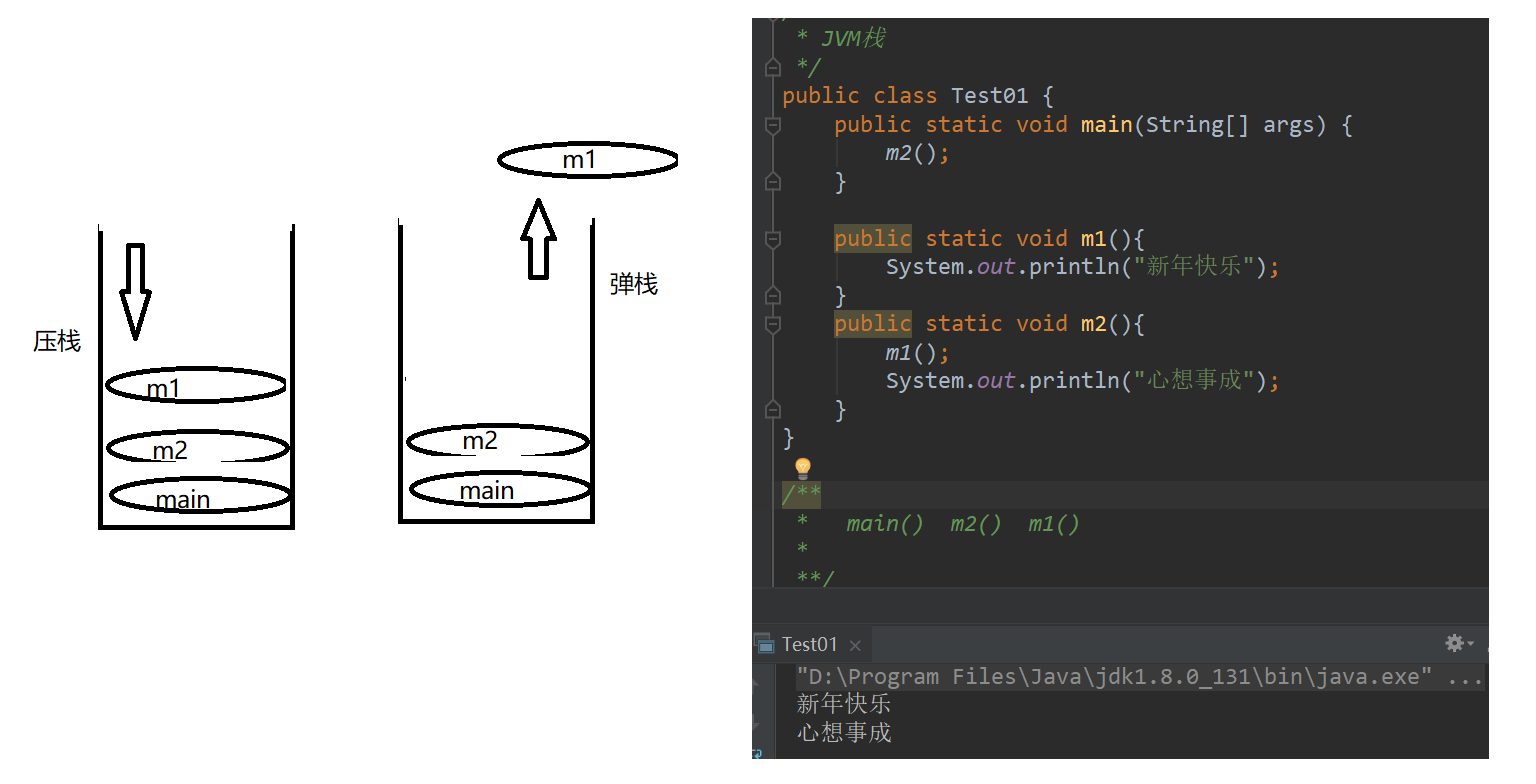 压栈
m1
m2
main
m1
弹栈
m2
main
* JVM栈
*/
public class Test01 {
public static void main(String[] args) {
m2();
}
public static void m1(){
System.out.println("新年快乐");
}
public static void m2(){
m1();
System.out.println("心想事成");
}
}
/**
* main() m2() m1()
*
**/
Test01
"D:\Program Files\Java\jdk1.8.0_131\bin\java.exe" ...
新年快乐
心想事成